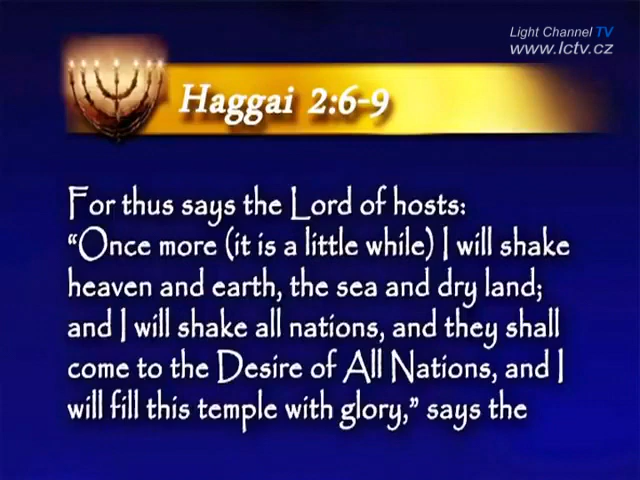 Light Channel TV
www.lctv.cz
Haggai 2:6-9
For thus says the Lord of hosts:
“Once more (it is a little while) I will shake
heaven and earth, the sea and dry land;
and I will shake all nations, and they shall
come to the Desire of All Nations, and I
will fill this temple with glory,” says the